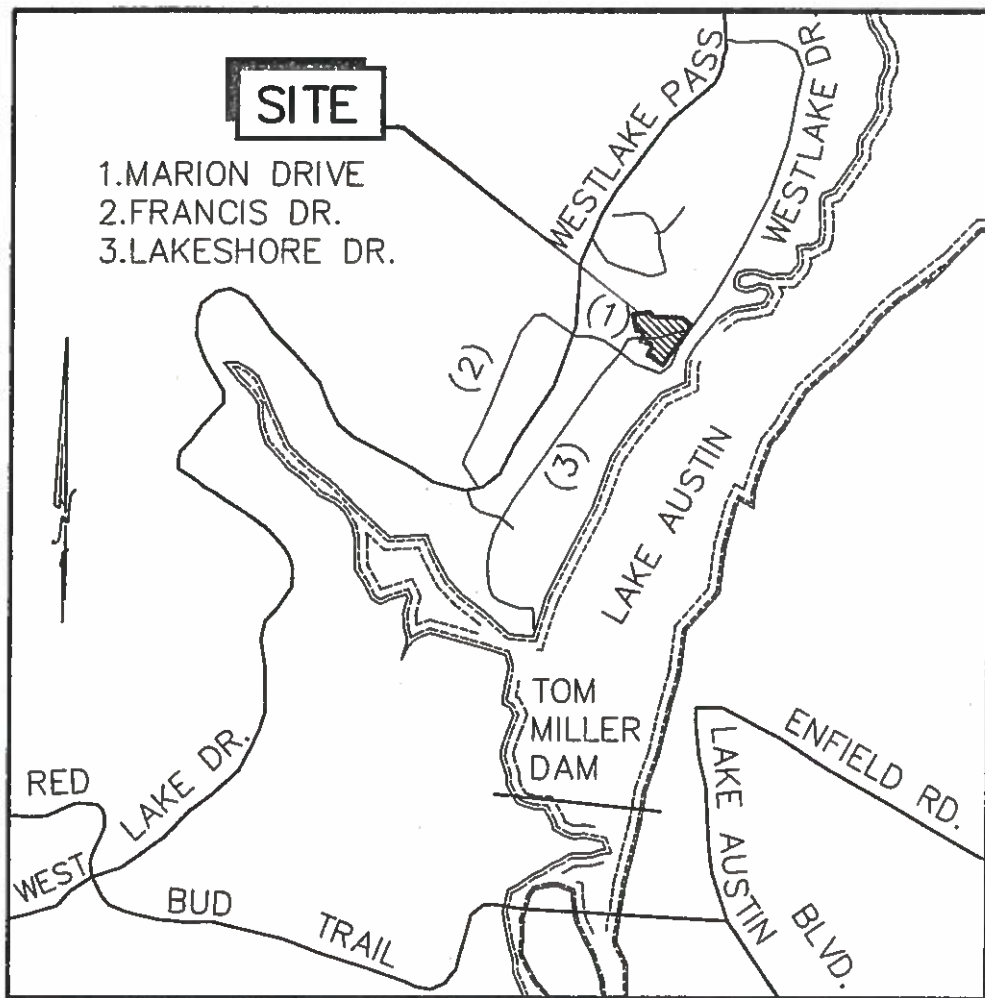 SITE
1.MARION DRIVE
2.FRANCIS DR.
3.LAKESHORE DR.
WESTLAKE PASS
WESTLAKE DR.
(1)
(2)
(3)
LAKE AUSTIN
TOM
MILLER
DAM
ENFIELD RD.
LAKE AUSTIN BLVD.
RED BUD TRAIL
WEST LAKE DR.